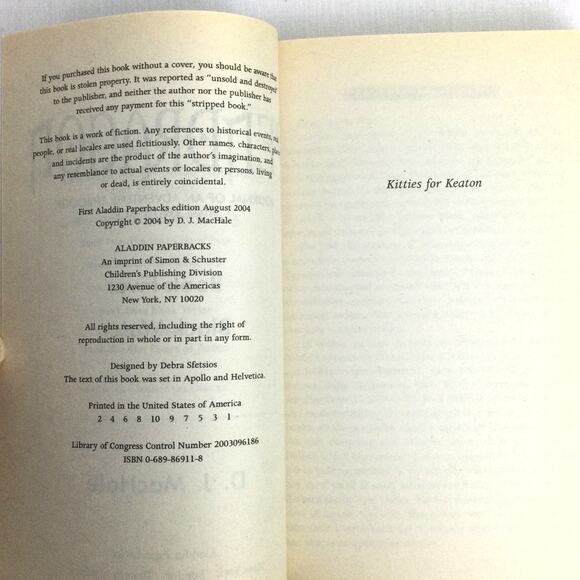 If you purchased this book without a cover, you should be aware that
this book is stolen property. It was reported as "unsold and destroyed"
to the publisher, and neither the author nor the publisher has
received any payment for this "stripped book."
This book is a work of fiction. Any references to historical events, real
people, or real locales are used fictitiously. Other names, characters, places,
and incidents are the product of the author's imagination, and
any resemblance to actual events or locales or persons, living
or dead, is entirely coincidental.
First Aladdin Paperbacks edition August 2004
Copyright © 2004 by D. J. MacHale
ALADDIN PAPERBACKS
An imprint of Simon & Schuster
Children's Publishing Division
1230 Avenue of the Americas
New York, NY 10020
All rights reserved, including the right of
reproduction in whole or in part in any form.
Designed by Debra Sfetsios
The text of this book was set in Apollo and Helvetica.
Printed in the United States of America
2 4 6 8 10 9 7 5 3 1
Library of Congress Control Number 2003096186
ISBN 0-689-86911-8
Kitties for Keaton